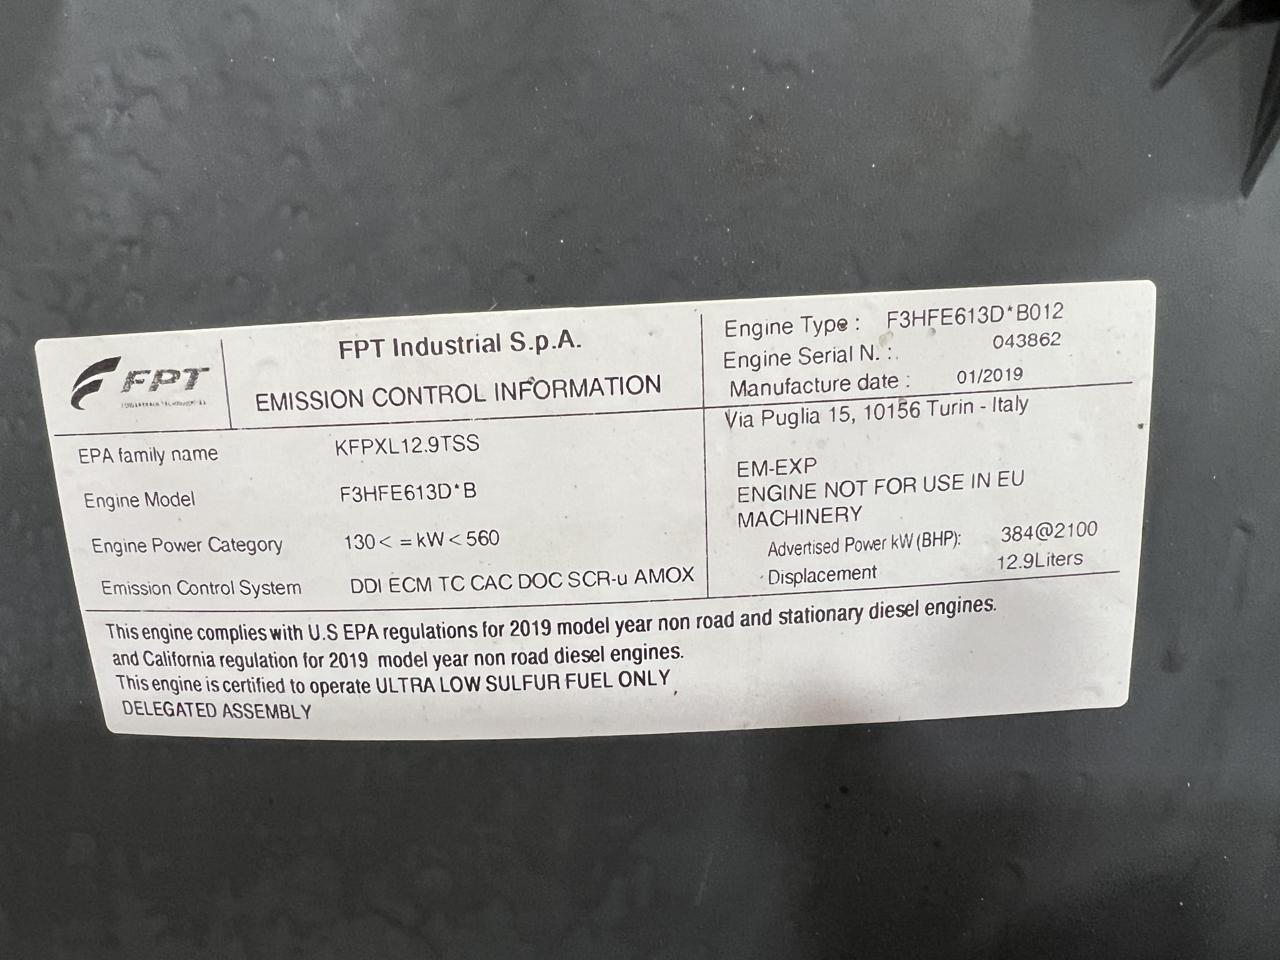 FPT
FPT Industrial S.p.A.
EMISSION CONTROL INFORMATION
Engine Type : F3HFE613D*B012
Engine Serial N. : 043862
Manufacture date : 01/2019
Via Puglia 15, 10156 Turin - Italy
EPA family name KFPXL12.9TSS
Engine Model F3HFE613D*B
Engine Power Category 130< =kW<560
Emission Control System DDI ECM TC CAC DOC SCR-u AMOX
EM-EXP
ENGINE NOT FOR USE IN EU
MACHINERY
Advertised Power kW (BHP): 384@2100
Displacement 12.9Liters
This engine complies with U.S EPA regulations for 2019 model year non road and stationary diesel engines.
and California regulation for 2019 model year non road diesel engines.
This engine is certified to operate ULTRA LOW SULFUR FUEL ONLY
DELEGATED ASSEMBLY